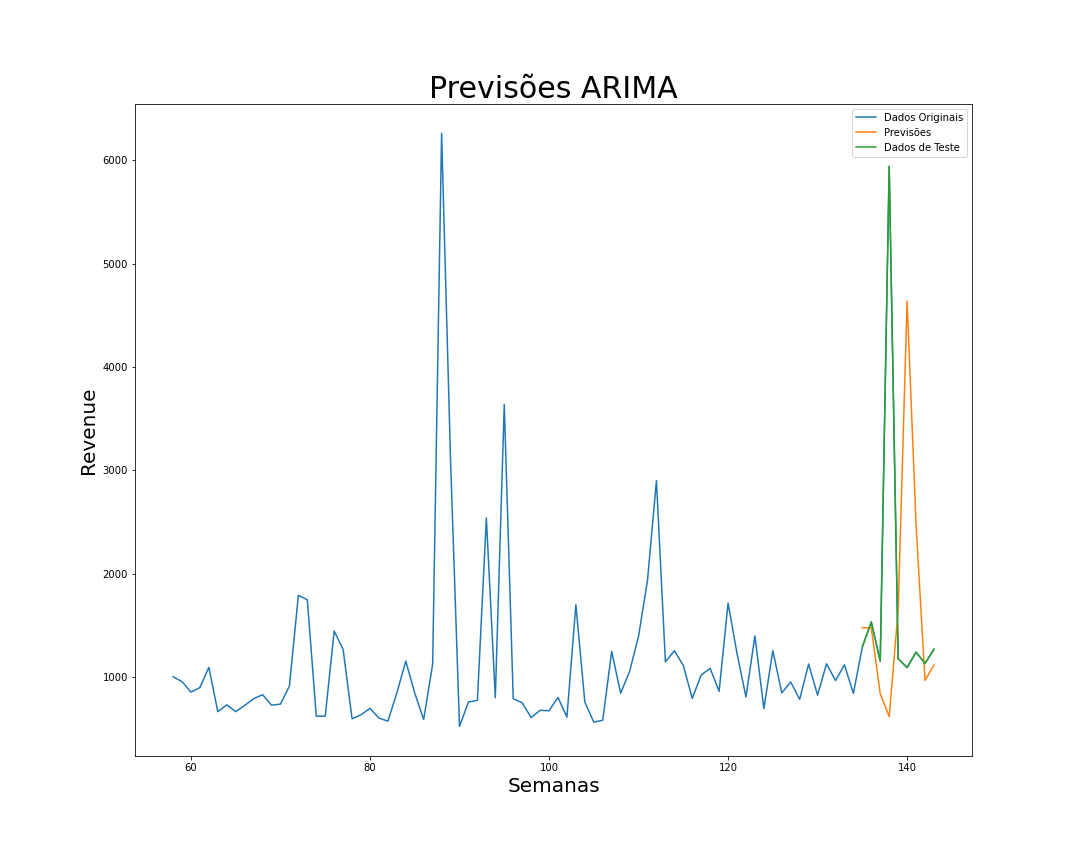 Previsões ARIMA
Dados Originais
Previsões
Dados de Teste
Revenue
6000
5000
4000
3000
2000
1000
60
80
100
120
140
Semanas